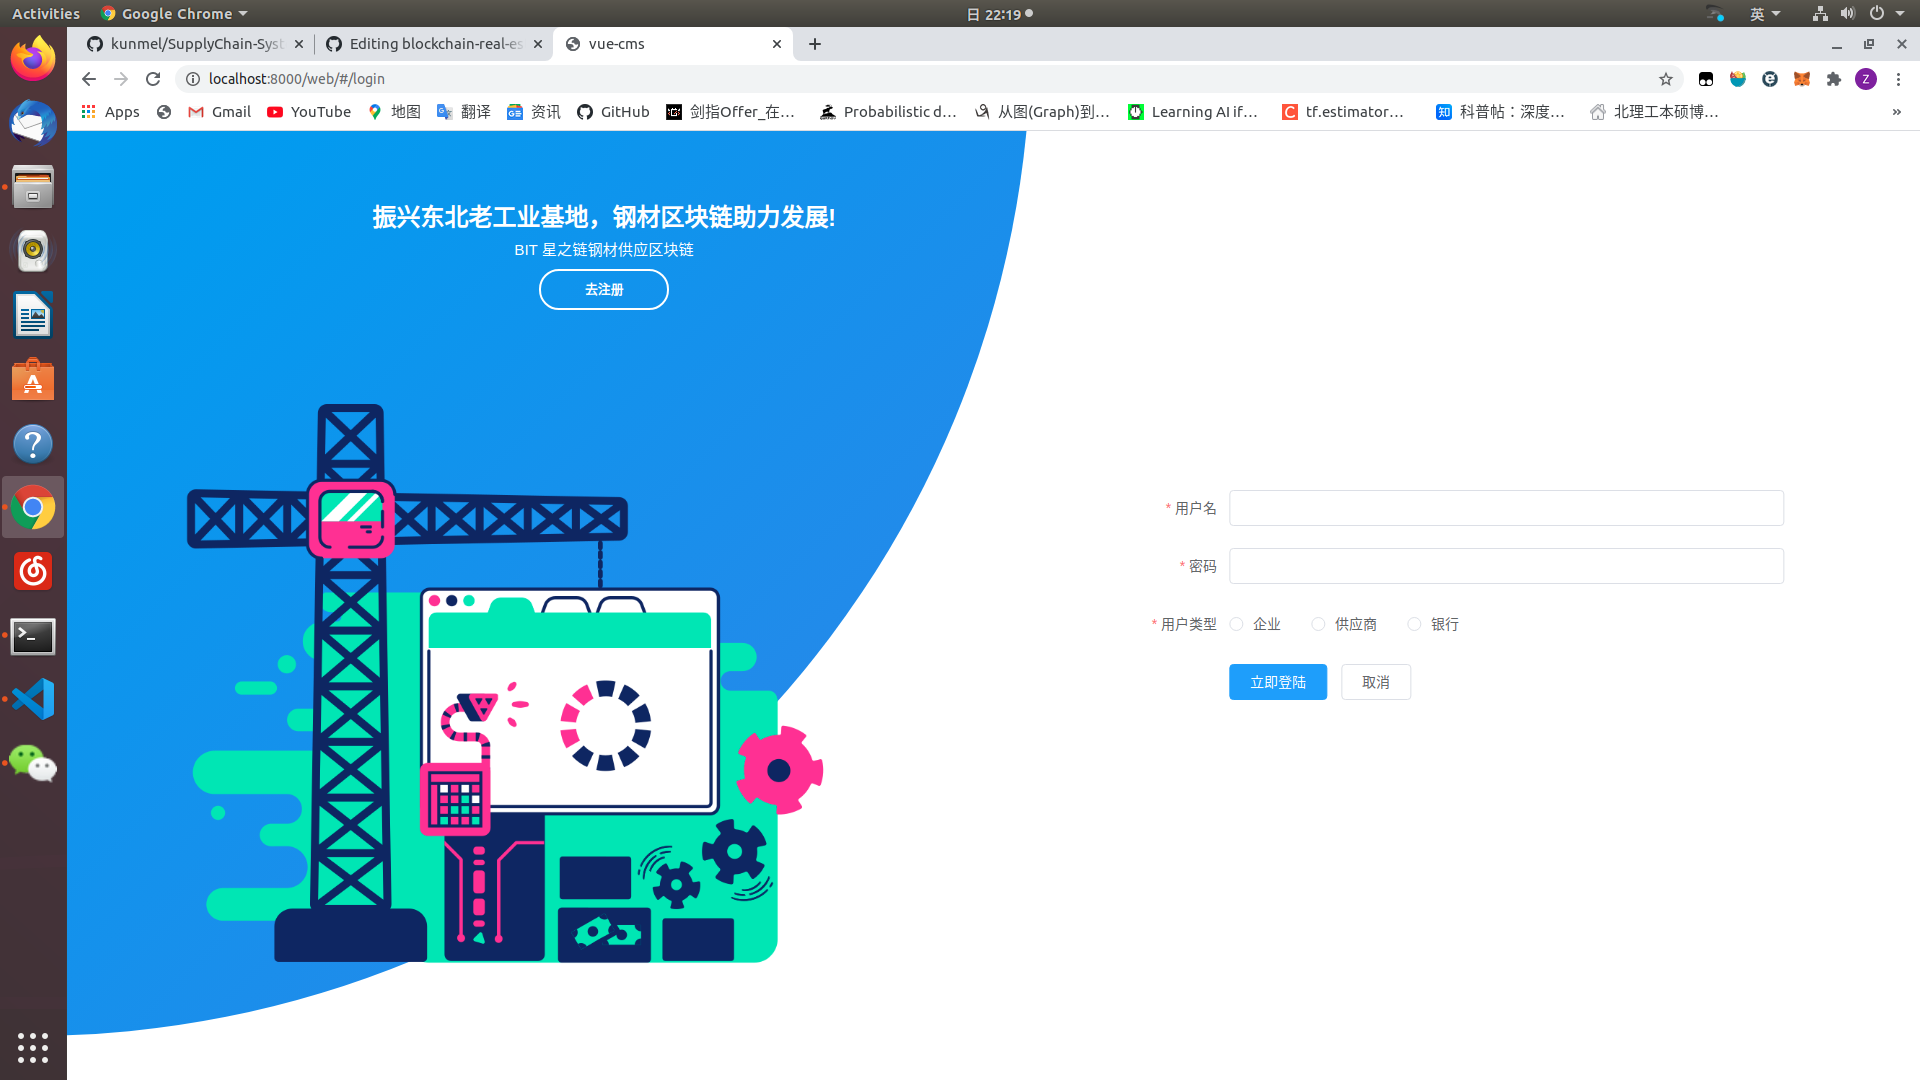 Activities Google Chrome 日 22:19 英
kunmel/SupplyChain-Syst Editing blockchain-real-es vue-cms
localhost:8000/web/#/login Z
Apps Gmail YouTube 地图 翻译 资讯 GitHub 剑指Offer_在… Probabilistic d… 从图(Graph)到… Learning AI if… tf.estimator… 知 科普帖：深度… 北理工本硕博… »
振兴东北老工业基地，钢材区块链助力发展!
BIT 星之链钢材供应区块链
去注册
* 用户名
* 密码
* 用户类型 企业 供应商 银行
立即登陆 取消